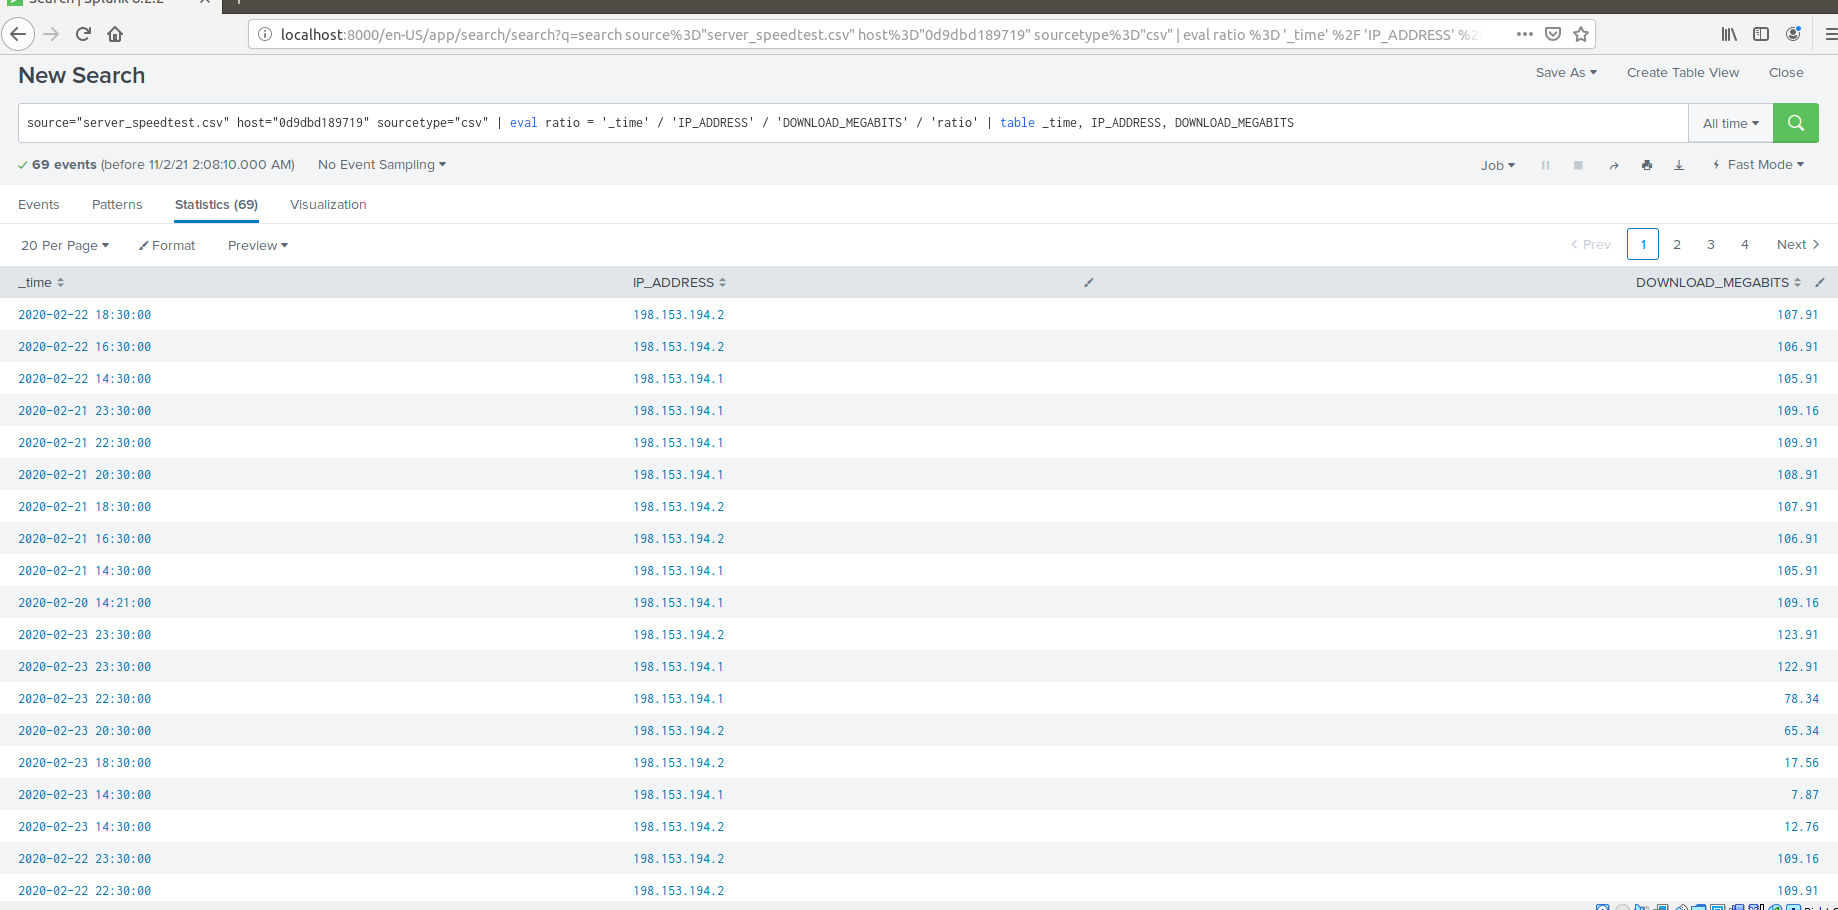 New Search
Save As Create Table View Close
localhost:8000/en-US/app/search/search?q=search source%3D"server_speedtest.csv" host%3D"0d9dbd189719" sourcetype%3D"csv" | eval ratio %3D '_time' %2F 'IP_ADDRESS'
source="server_speedtest.csv" host="0d9dbd189719" sourcetype="csv" | eval ratio = '_time' / 'IP_ADDRESS' / 'DOWNLOAD_MEGABITS' / 'ratio' | table _time, IP_ADDRESS, DOWNLOAD_MEGABITS
All time
69 events (before 11/2/21 2:08:10.000 AM) No Event Sampling
Job Fast Mode
Events Patterns Statistics (69) Visualization
20 Per Page Format Preview
< Prev 1 2 3 4 Next >
_time IP_ADDRESS DOWNLOAD_MEGABITS
2020-02-22 18:30:00 198.153.194.2 107.91
2020-02-22 16:30:00 198.153.194.2 106.91
2020-02-22 14:30:00 198.153.194.1 105.91
2020-02-21 23:30:00 198.153.194.1 109.16
2020-02-21 22:30:00 198.153.194.1 109.91
2020-02-21 20:30:00 198.153.194.1 108.91
2020-02-21 18:30:00 198.153.194.2 107.91
2020-02-21 16:30:00 198.153.194.2 106.91
2020-02-21 14:30:00 198.153.194.1 105.91
2020-02-20 14:21:00 198.153.194.1 109.16
2020-02-23 23:30:00 198.153.194.2 123.91
2020-02-23 23:30:00 198.153.194.1 122.91
2020-02-23 22:30:00 198.153.194.1 78.34
2020-02-23 20:30:00 198.153.194.2 65.34
2020-02-23 18:30:00 198.153.194.2 17.56
2020-02-23 14:30:00 198.153.194.1 7.87
2020-02-23 14:30:00 198.153.194.2 12.76
2020-02-22 23:30:00 198.153.194.2 109.16
2020-02-22 22:30:00 198.153.194.2 109.91